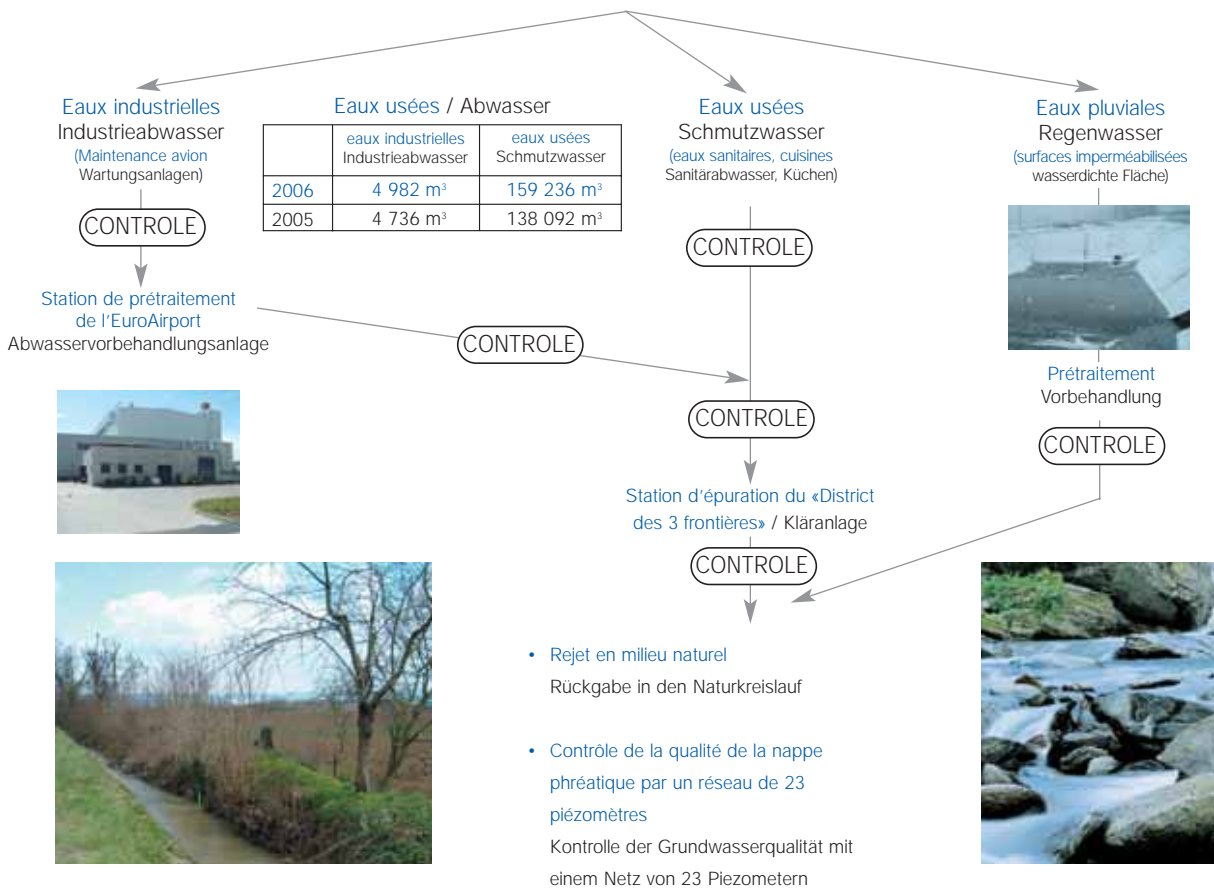 Eaux industrielles
Industrieabwasser
(Maintenance avion
Wartungsanlagen)
CONTROLE
Station de prétraitement
de l'EuroAirport
Abwasservorbehandlungsanlage
Eaux usées / Abwasser
eaux industrielles
Industrieabwasser
eaux usées
Schmutzwasser
2006 4 982 m³ 159 236 m³
2005 4 736 m³ 138 092 m³
CONTROLE
Eaux usées
Schmutzwasser
(eaux sanitaires, cuisines
Sanitärabwasser, Küchen)
CONTROLE
CONTROLE
Station d'épuration du «District
des 3 frontières» / Kläranlage
CONTROLE
Eaux pluviales
Regenwasser
(surfaces imperméabilisées
wasserdichte Fläche)
Prétraitement
Vorbehandlung
CONTROLE
• Rejet en milieu naturel
Rückgabe in den Naturkreislauf
• Contrôle de la qualité de la nappe
phréatique par un réseau de 23
piézomètres
Kontrolle der Grundwasserqualität mit
einem Netz von 23 Piezometern